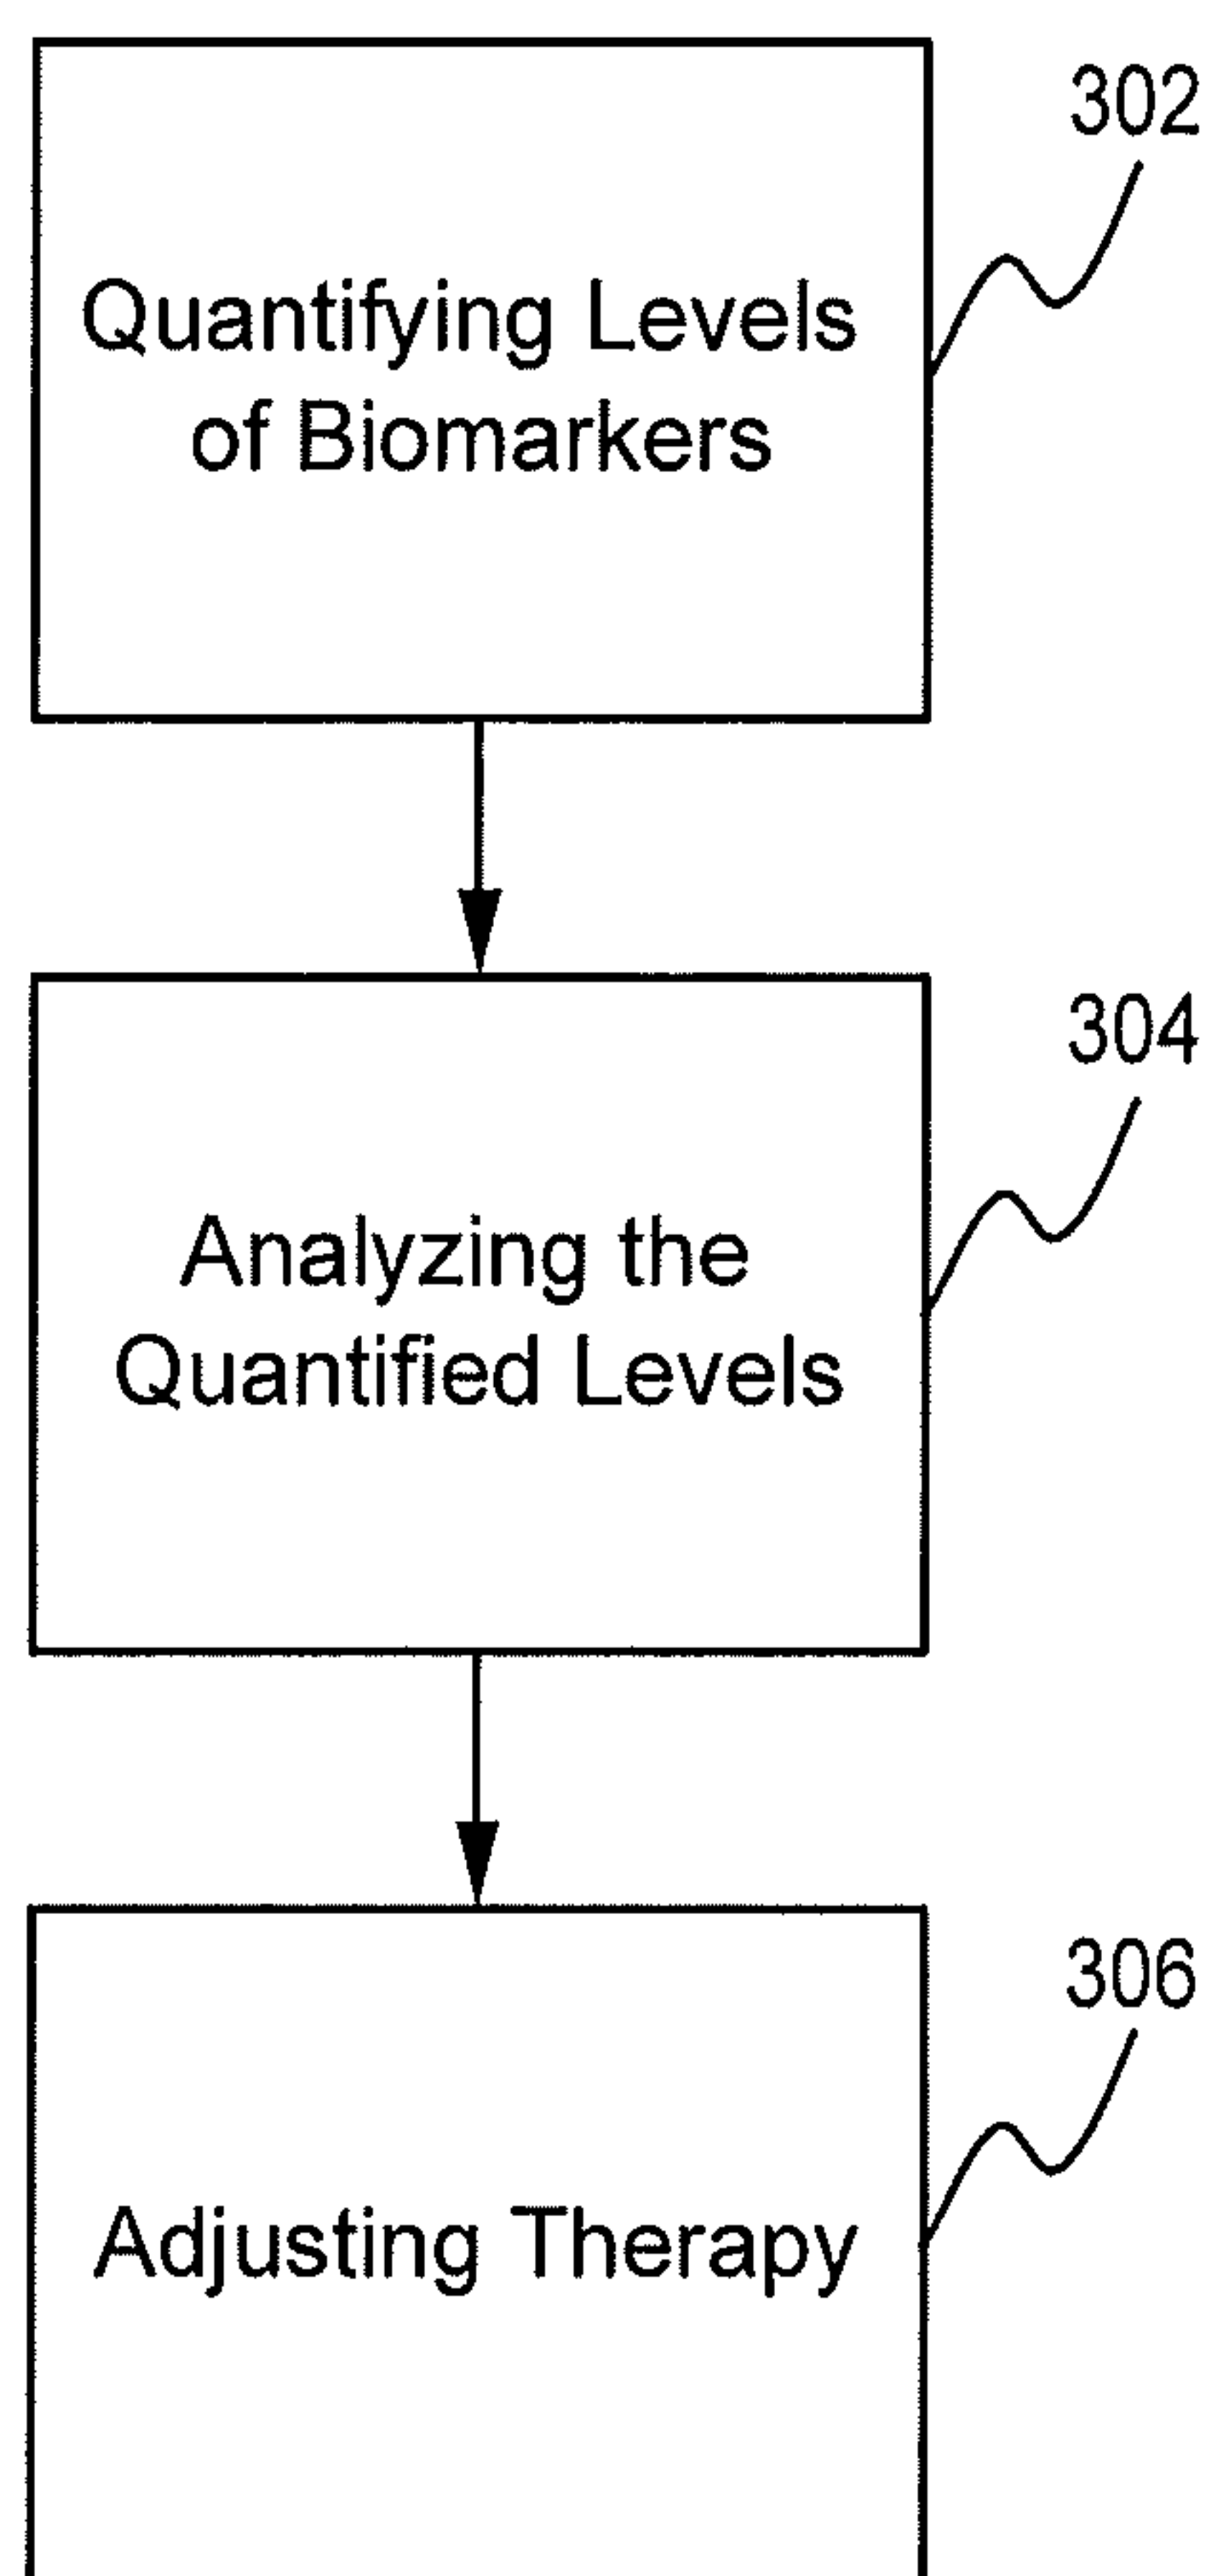 302
Quantifying Levels
of Biomarkers
304
Analyzing the
Quantified Levels
306
Adjusting Therapy